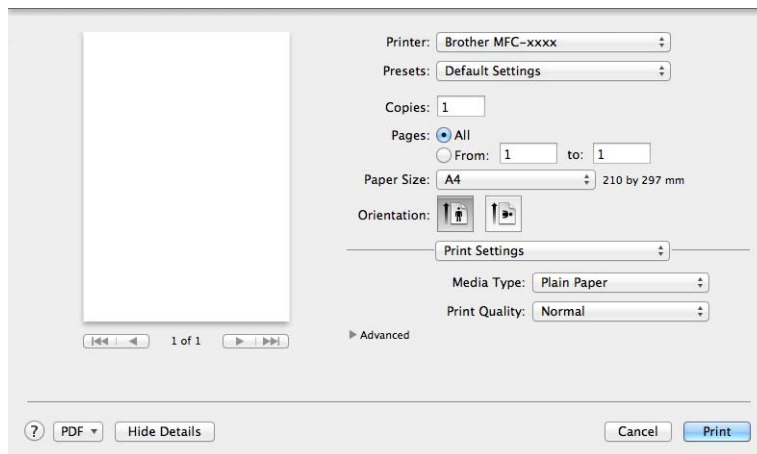 Printer: Brother MFC-xxxx
Presets: Default Settings
Copies: 1
Pages: All
From: 1 to: 1
Paper Size: A4 210 by 297 mm
Orientation:
Print Settings
Media Type: Plain Paper
Print Quality: Normal
Advanced
1 of 1
? PDF Hide Details Cancel Print